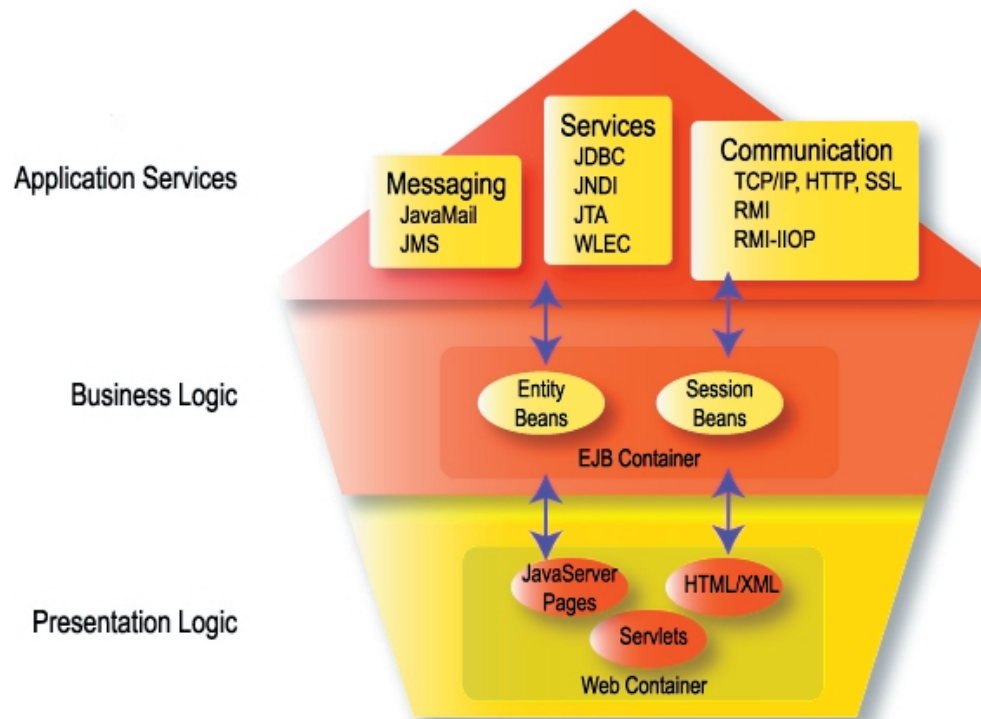 Application Services
Messaging
JavaMail
JMS
Services
JDBC
JNDI
JTA
WLEC
Communication
TCP/IP, HTTP, SSL
RMI
RMI-IIOP
Business Logic
Entity
Beans
Session
Beans
EJB Container
Presentation Logic
JavaServer
Pages
HTML/XML
Servlets
Web Container